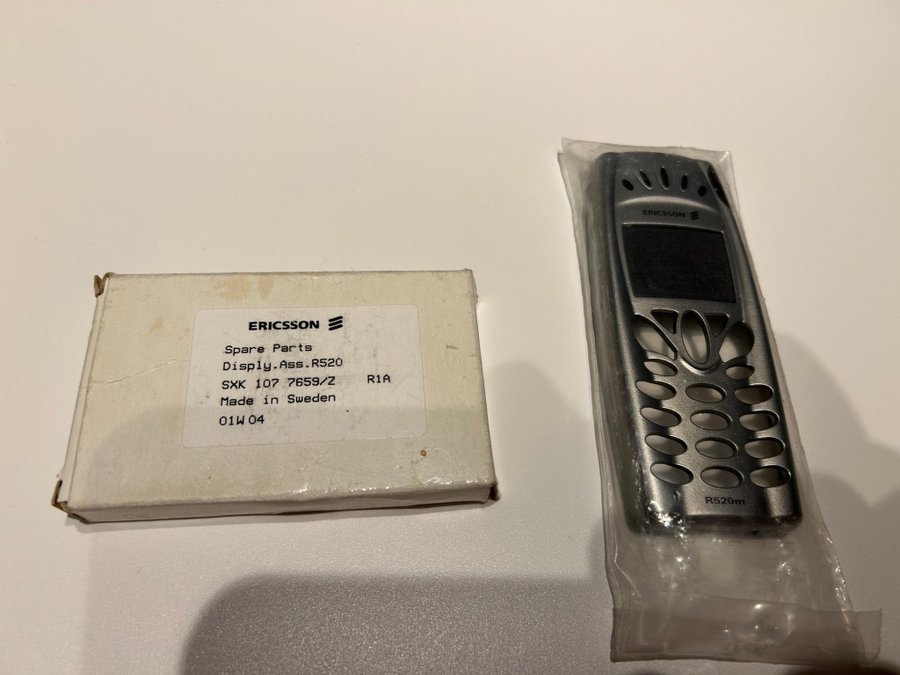 ERICSSON
Spare Parts
Disply.Ass.R520
SXK 107 7659/Z R1A
Made in Sweden
01W04
ERICSSON
R520m